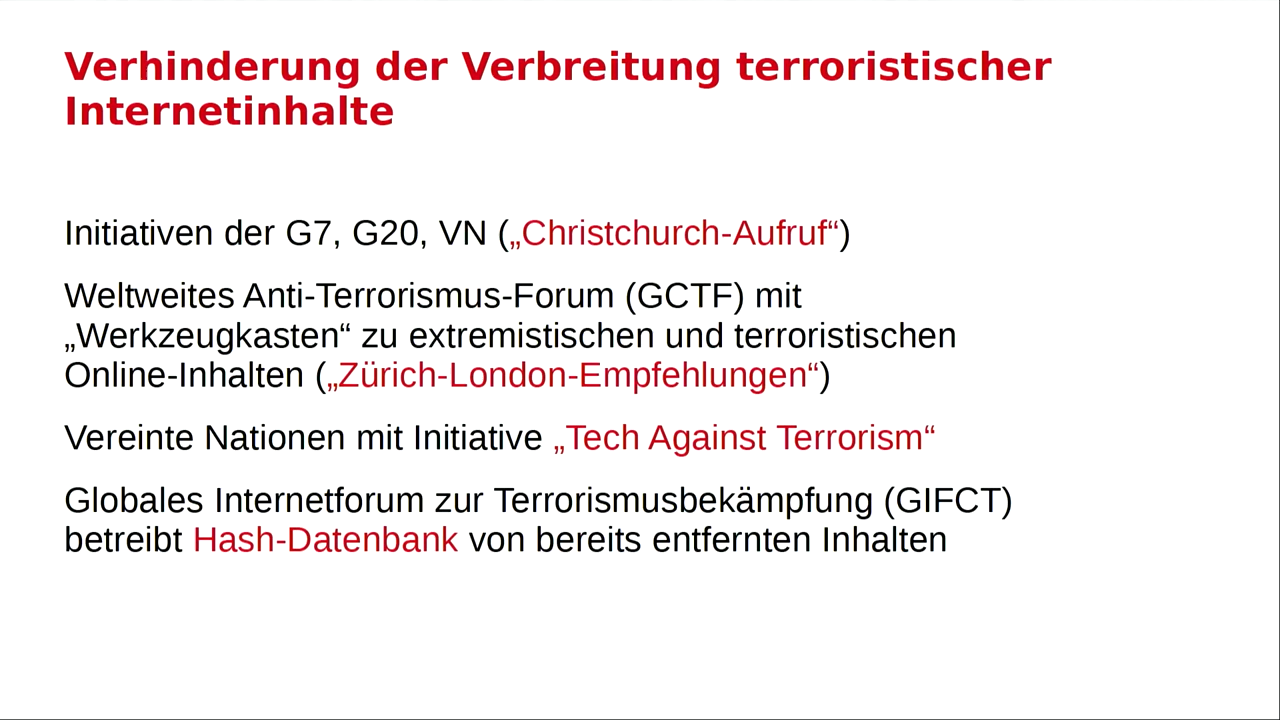 Verhinderung der Verbreitung terroristischer
Internetinhalte
Initiativen der G7, G20, VN („Christchurch-Aufruf“)
Weltweites Anti-Terrorismus-Forum (GCTF) mit
„Werkzeugkasten“ zu extremistischen und terroristischen
Online-Inhalten („Zürich-London-Empfehlungen“)
Vereinte Nationen mit Initiative „Tech Against Terrorism“
Globales Internetforum zur Terrorismusbekämpfung (GIFCT)
betreibt Hash-Datenbank von bereits entfernten Inhalten